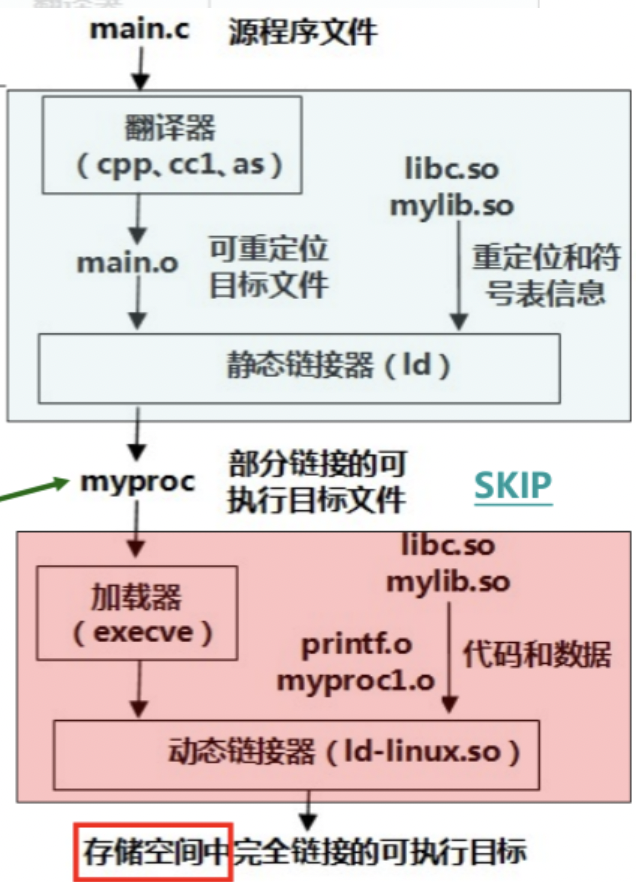 main.c 源程序文件
翻译器
（cpp、cc1、as）
libc.so
mylib.so
main.o
可重定位
目标文件
重定位和符
号表信息
静态链接器（ld）
myproc
部分链接的可
执行目标文件
SKIP
libc.so
mylib.so
加载器
（execve）
printf.o
myproc1.o
代码和数据
动态链接器（ld-linux.so）
存储空间中完全链接的可执行目标